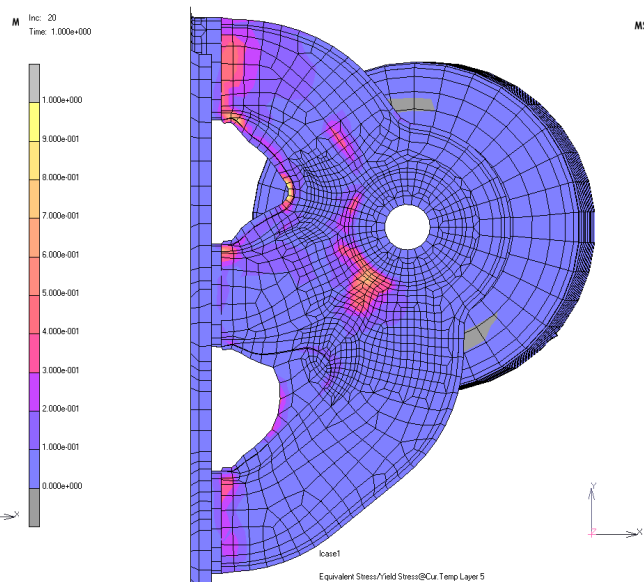 M
Inc: 20
Time: 1.000e+000
1.000e+000
9.000e-001
8.000e-001
7.000e-001
6.000e-001
5.000e-001
4.000e-001
3.000e-001
2.000e-001
1.000e-001
0.000e+000
X
lcase1
Equivalent Stress/Yield Stress@Cur. Temp Layer 5
Y
Z
X